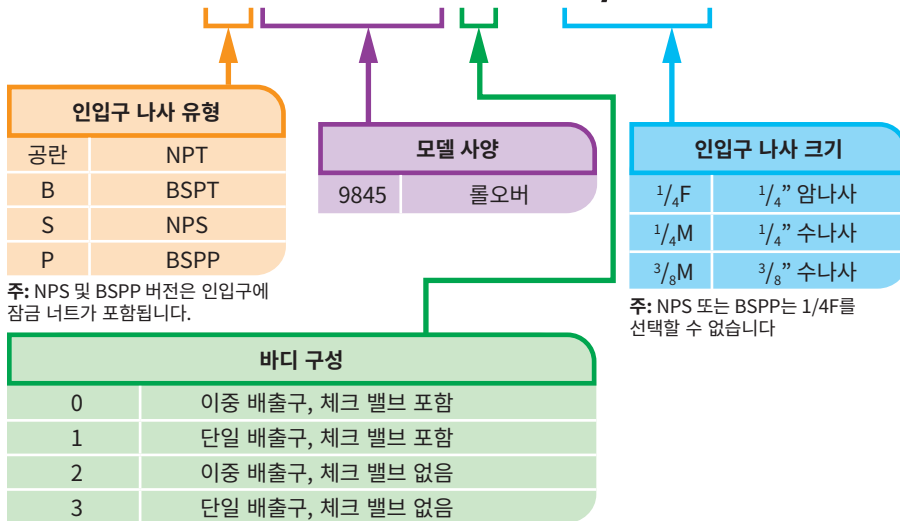 인입구 나사 유형
공란 NPT
B BSPT
S NPS
P BSPP
주: NPS 및 BSPP 버전은 인입구에
잠금 너트가 포함됩니다.
모델 사양
9845 롤오버
인입구 나사 크기
1/4F 1/4” 암나사
1/4M 1/4” 수나사
3/8M 3/8” 수나사
주: NPS 또는 BSPP는 1/4F를
선택할 수 없습니다
바디 구성
0 이중 배출구, 체크 밸브 포함
1 단일 배출구, 체크 밸브 포함
2 이중 배출구, 체크 밸브 없음
3 단일 배출구, 체크 밸브 없음